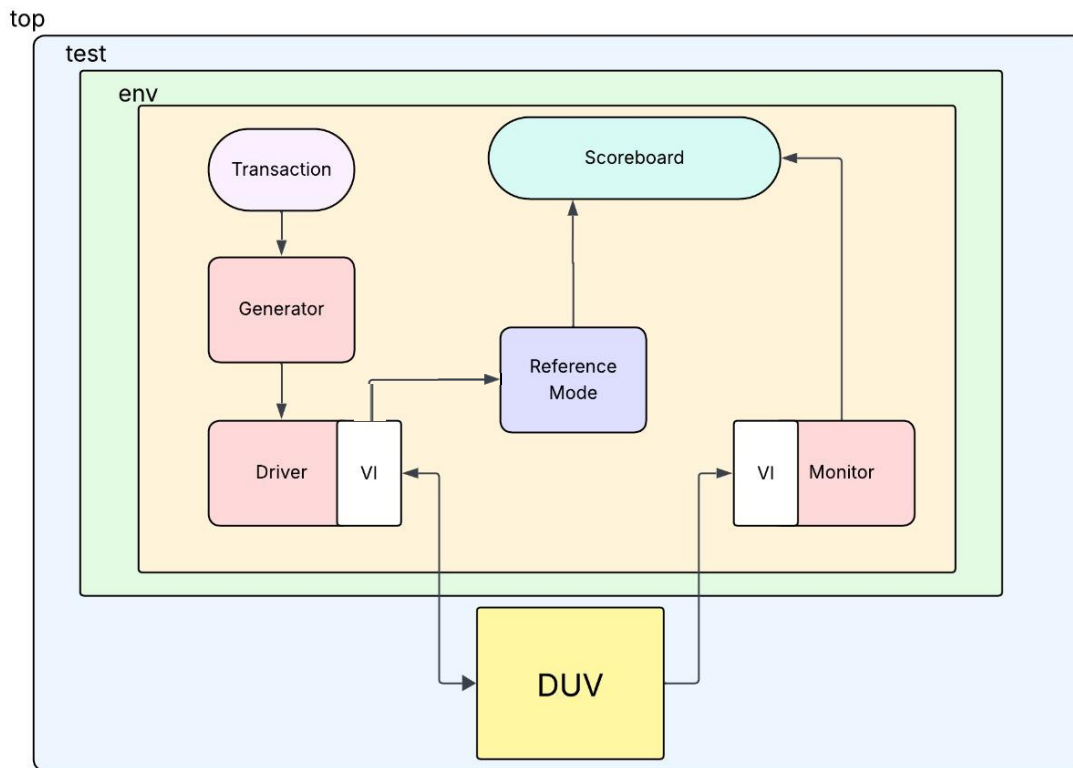 top
test
env
Transaction
Scoreboard
Generator
Reference
Mode
Driver
VI
VI
Monitor
DUV